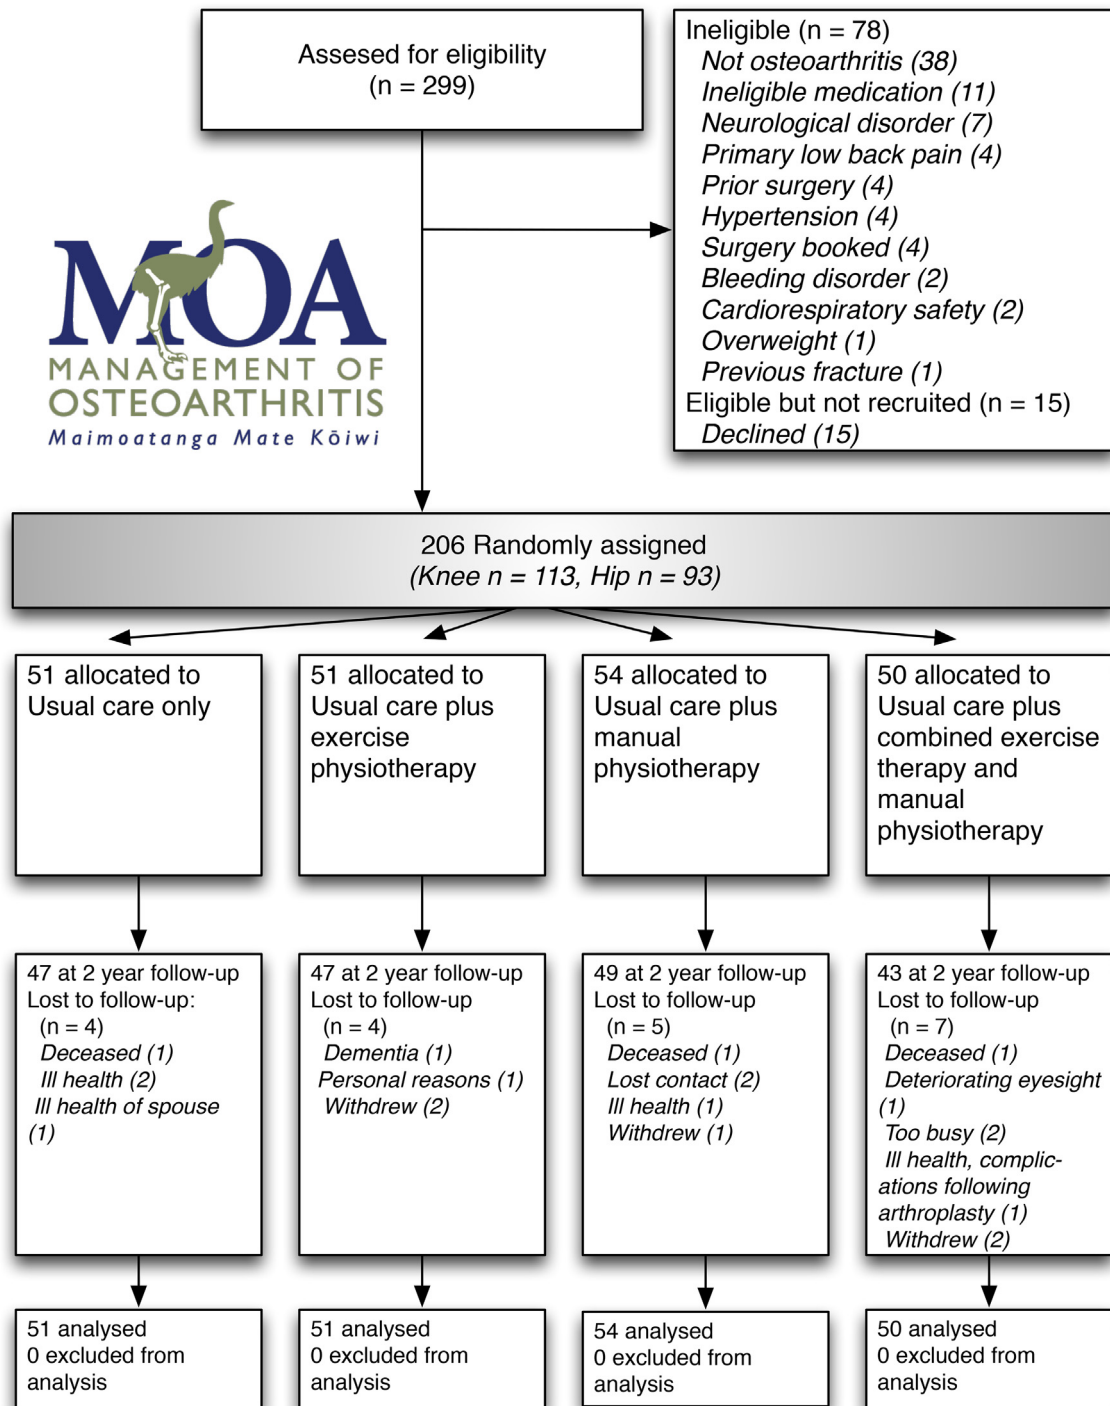 Assesed for eligibility
(n = 299)
Ineligible (n = 78)
Not osteoarthritis (38)
Ineligible medication (11)
Neurological disorder (7)
Primary low back pain (4)
Prior surgery (4)
Hypertension (4)
Surgery booked (4)
Bleeding disorder (2)
Cardiorespiratory safety (2)
Overweight (1)
Previous fracture (1)
Eligible but not recruited (n = 15)
Declined (15)
MOA
MANAGEMENT OF
OSTEOARTHRITIS
Maimoatanga Mate Kōiwi
206 Randomly assigned
(Knee n = 113, Hip n = 93)
51 allocated to
Usual care only
51 allocated to
Usual care plus
exercise
physiotherapy
54 allocated to
Usual care plus
manual
physiotherapy
50 allocated to
Usual care plus
combined exercise
therapy and
manual
physiotherapy
47 at 2 year follow-up
Lost to follow-up:
(n = 4)
Deceased (1)
Ill health (2)
Ill health of spouse
(1)
47 at 2 year follow-up
Lost to follow-up
(n = 4)
Dementia (1)
Personal reasons (1)
Withdrew (2)
49 at 2 year follow-up
Lost to follow-up
(n = 5)
Deceased (1)
Lost contact (2)
Ill health (1)
Withdrew (1)
43 at 2 year follow-up
Lost to follow-up
(n = 7)
Deceased (1)
Deteriorating eyesight
(1)
Too busy (2)
Ill health, complic-
ations following
arthroplasty (1)
Withdrew (2)
51 analysed
0 excluded from
analysis
51 analysed
0 excluded from
analysis
54 analysed
0 excluded from
analysis
50 analysed
0 excluded from
analysis